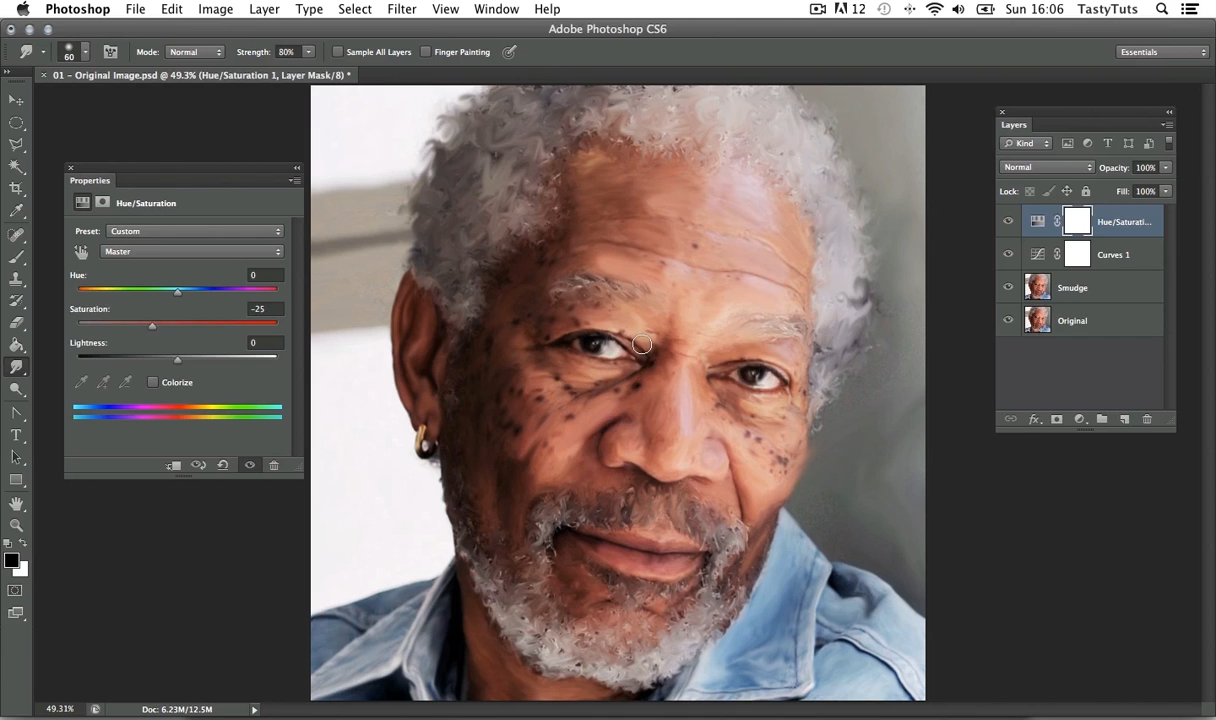 Photoshop File Edit Image Layer Type Select Filter View Window Help 12 Sun 16:06 TastyTuts
Adobe Photoshop CS6
60 Mode: Normal Strength: 80% Sample All Layers Finger Painting Essentials
01 - Original Image.psd @ 49.3% (Hue/Saturation 1, Layer Mask/8) *
Properties
Hue/Saturation
Preset: Custom
Master
Hue: 0
Saturation: -25
Lightness: 0
Colorize
Layers
Kind
Normal Opacity: 100%
Lock: Fill: 100%
Hue/Saturati...
Curves 1
Smudge
Original
fx
49.31% Doc: 6.23M/12.5M